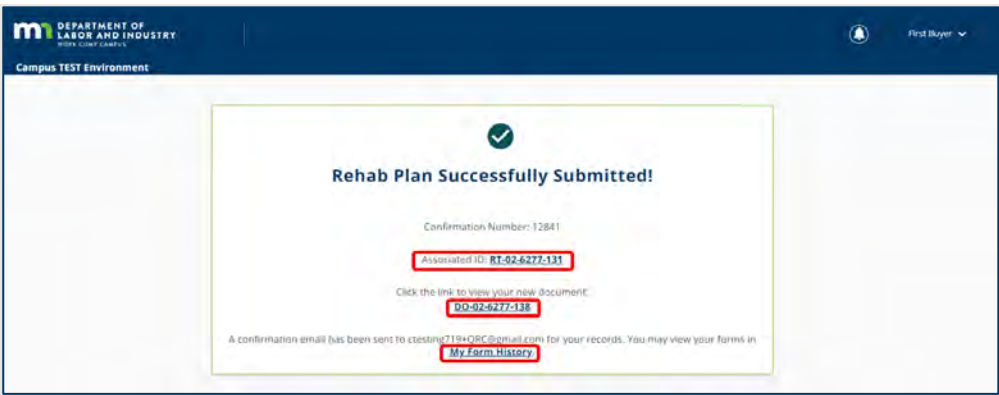 DEPARTMENT OF
LABOR AND INDUSTRY
WORK COMP CAMPUS
First Buyer
Campus TEST Environment
Rehab Plan Successfully Submitted!
Confirmation Number: 12841
Associated ID: RT-02-6277-131
Click the link to view your new document:
DO-02-6277-138
A confirmation email has been sent to ctesting719+QRC@gmail.com for your records. You may view your forms in
My Form History